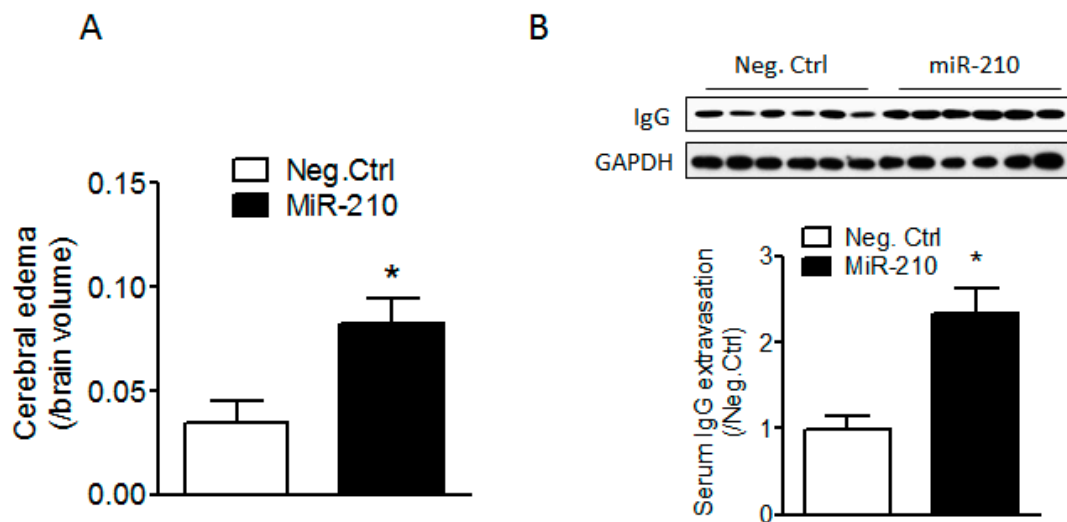 A
Neg.Ctrl
MiR-210
0.15
0.10
0.05
0.00
Cerebral edema
(/brain volume)
*
B
Neg. Ctrl
miR-210
IgG
GAPDH
Neg. Ctrl
MiR-210
3
2
1
0
Serum IgG extravasation
(/Neg.Ctrl)
*